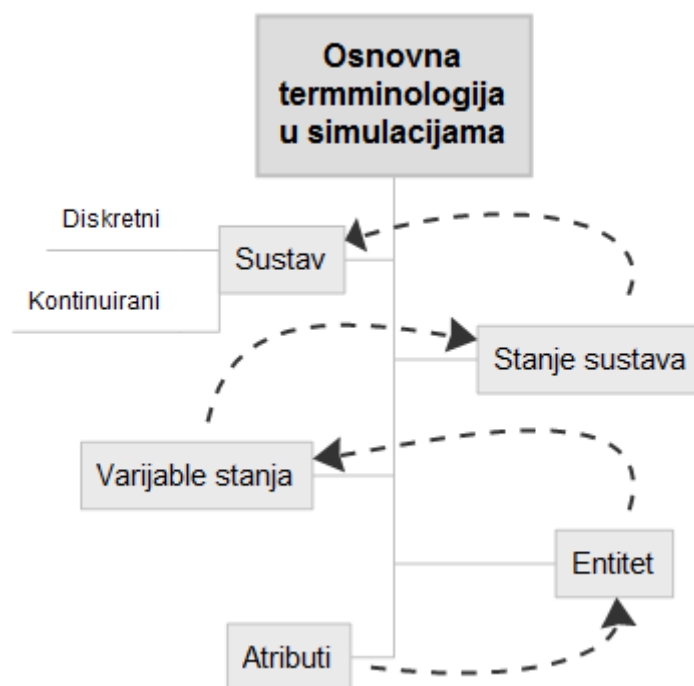 Osnovna
termminologija
u simulacijama
Diskretni
Sustav
Kontinuirani
Stanje sustava
Varijable stanja
Entitet
Atributi